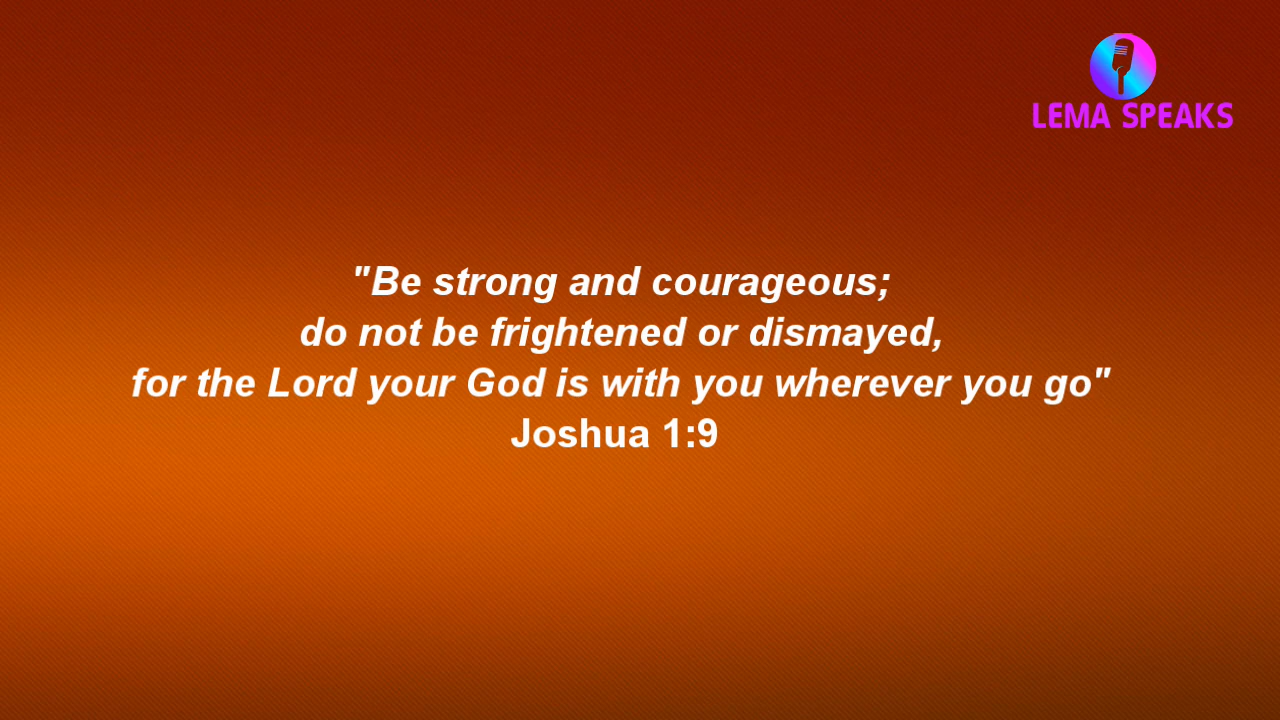 LEMA SPEAKS
"Be strong and courageous;
do not be frightened or dismayed,
for the Lord your God is with you wherever you go"
Joshua 1:9